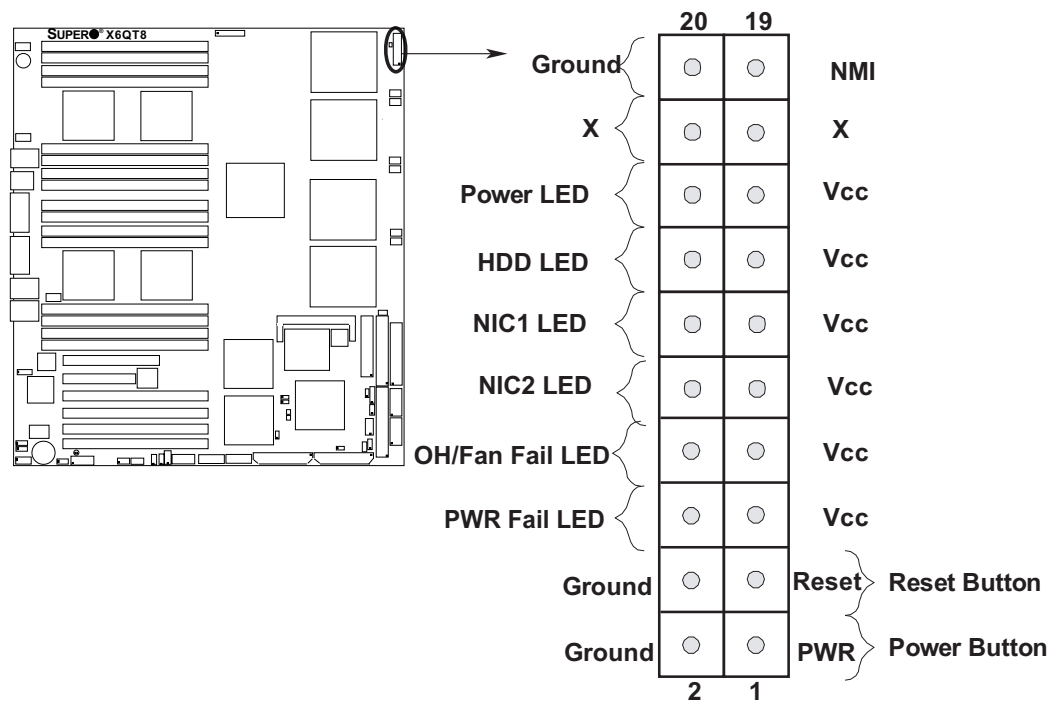 SUPER® X6QT8
20 19
Ground NMI
X X
Power LED Vcc
HDD LED Vcc
NIC1 LED Vcc
NIC2 LED Vcc
OH/Fan Fail LED Vcc
PWR Fail LED Vcc
Ground Reset Reset Button
Ground PWR Power Button
2 1